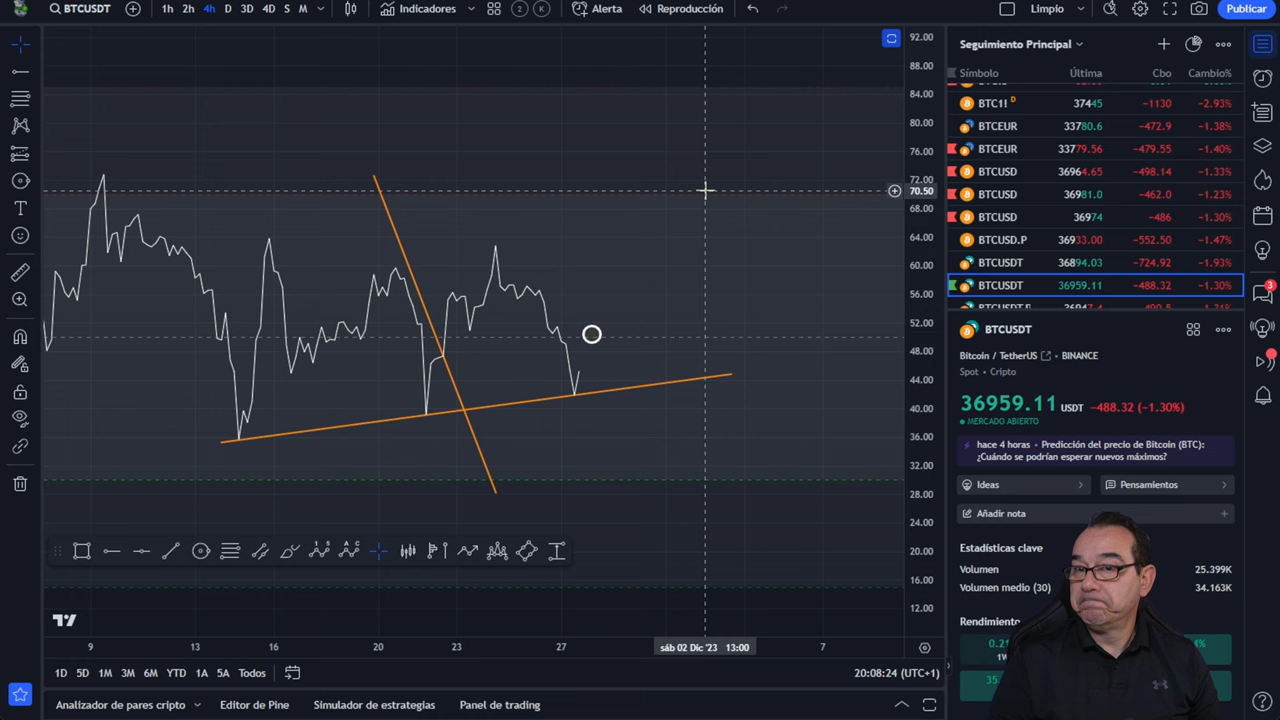 BTCUSDT
1h 2h 4h D 3D 4D S M
Indicadores
2 K
Alerta
Reproducción
Limpio
Publicar
92.00
88.00
84.00
80.00
76.00
72.00
70.50
68.00
64.00
60.00
56.00
52.00
48.00
44.00
40.00
36.00
32.00
28.00
24.00
20.00
16.00
12.00
9 13 20 23 27 sáb 02 Dic '23 13:00 7
1D 5D 1M 3M 6M YTD 1A 5A Todos
20:08:24 (UTC+1)
Analizador de pares cripto Editor de Pine Simulador de estrategias Panel de trading
Seguimiento Principal
Símbolo Última Cbo Cambio%
BTC1! D 37445 −1130 −2.93%
BTCEUR 33780.6 −472.9 −1.38%
BTCEUR 33779.56 −479.55 −1.40%
BTCUSD 36964.65 −498.14 −1.33%
BTCUSD 36981.0 −462.0 −1.23%
BTCUSD 36974 −486 −1.30%
BTCUSD.P 36933.00 −552.50 −1.47%
BTCUSDT 36894.03 −724.92 −1.93%
BTCUSDT 36959.11 −488.32 −1.30%
BTCUSDT
Bitcoin / TetherUS • BINANCE
Spot • Cripto
36959.11 USDT −488.32 (−1.30%)
MERCADO ABIERTO
hace 4 horas • Predicción del precio de Bitcoin (BTC):
¿Cuándo se podrían esperar nuevos máximos?
Ideas
Pensamientos
Añadir nota
Estadísticas clave
Volumen 25.399K
Volumen medio (30) 34.163K
Rendimiento
3